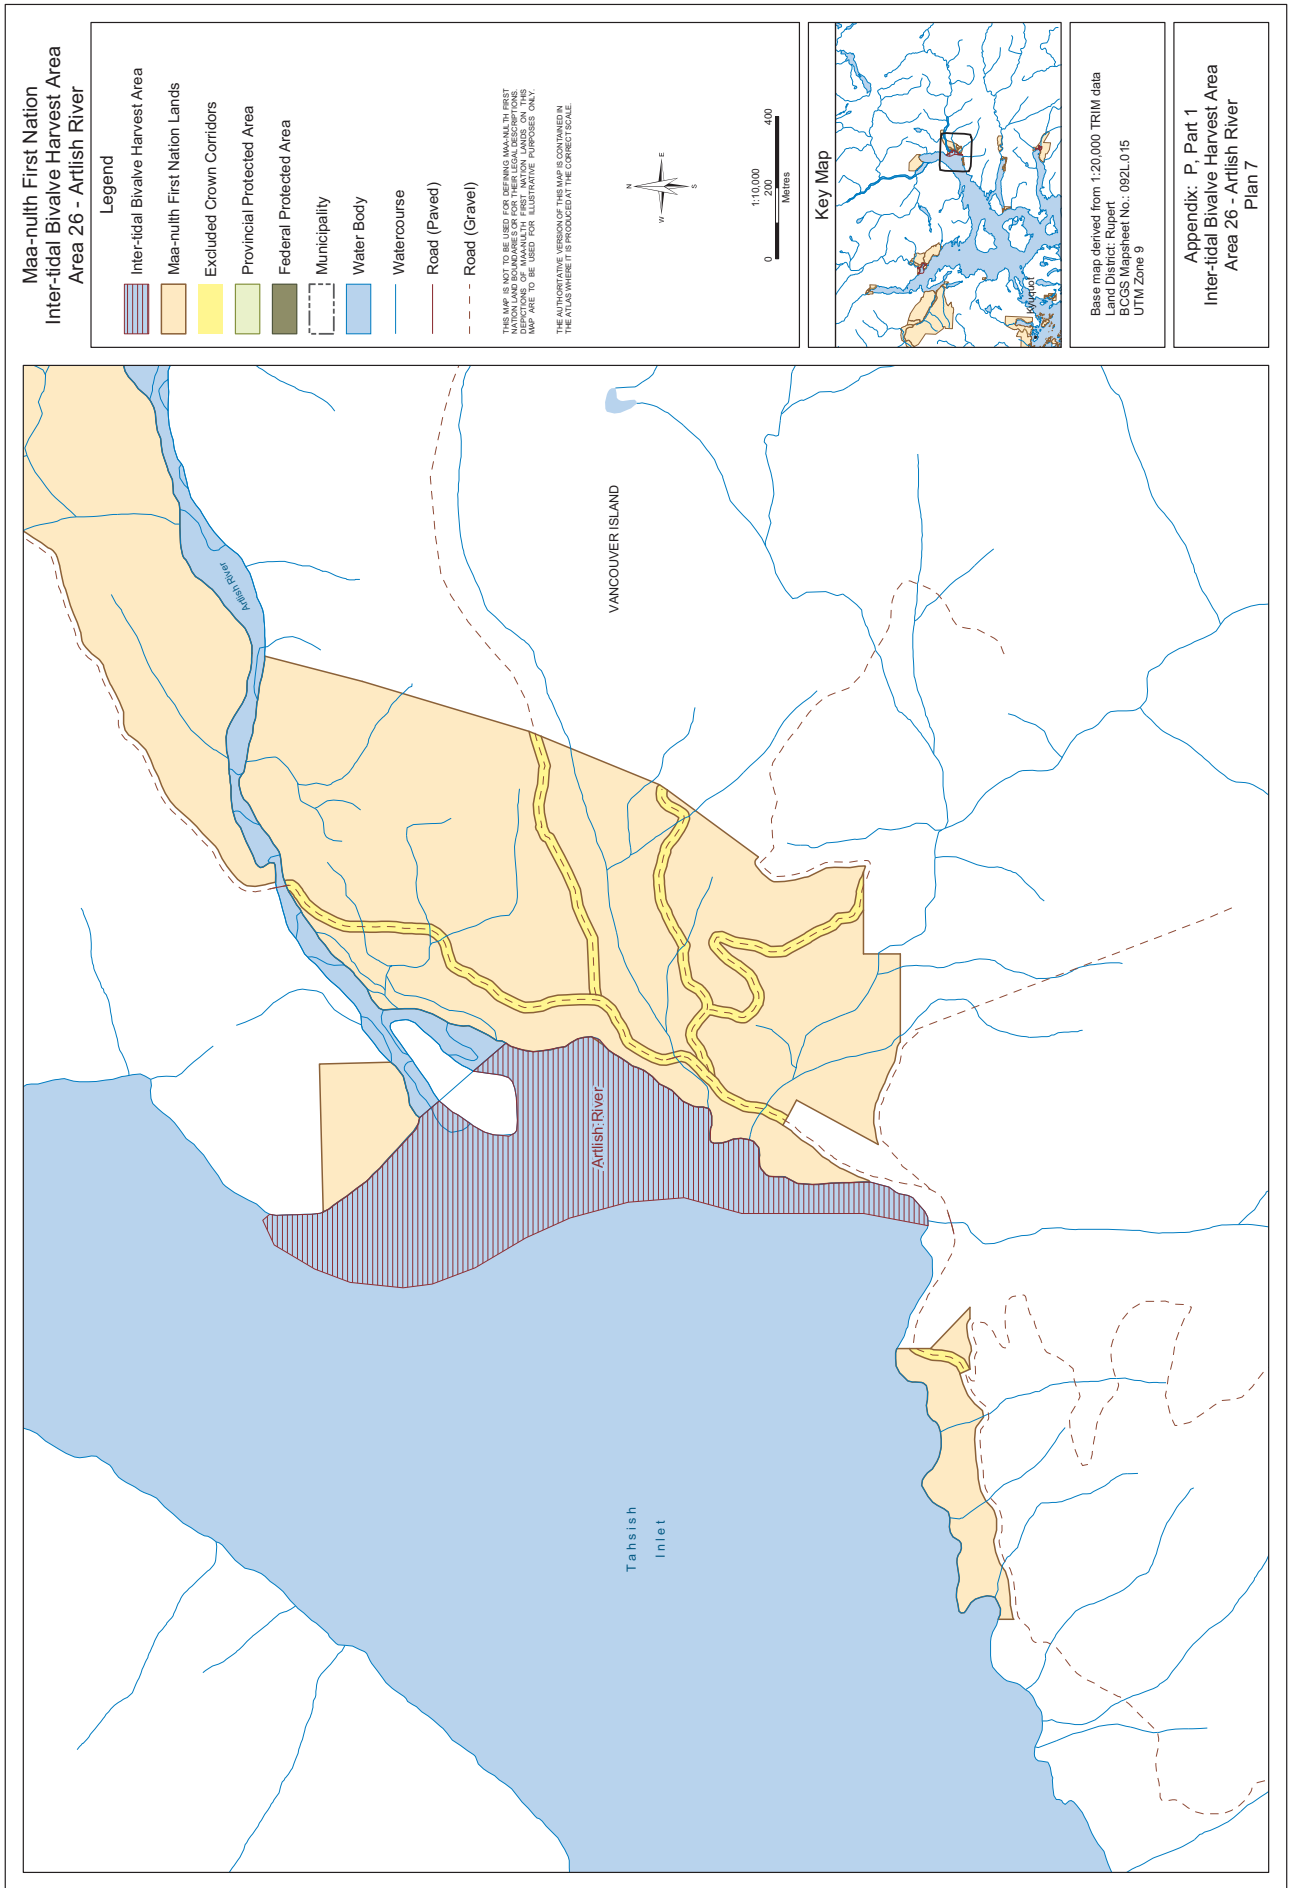 Maa-nulth First Nation
Inter-tidal Bivalve Harvest Area
Area 26 - Artlish River
Legend
Inter-tidal Bivalve Harvest Area
Maa-nulth First Nation Lands
Excluded Crown Corridors
Provincial Protected Area
Federal Protected Area
Municipality
Water Body
Watercourse
Road (Paved)
Road (Gravel)
THIS MAP IS NOT TO BE USED FOR DEFINING MAA-NULTH FIRST
NATION LAND BOUNDARIES OR FOR THEIR LEGAL DESCRIPTIONS.
DEPICTIONS OF MAA-NULTH FIRST NATION LANDS ON THIS
MAP ARE TO BE USED FOR ILLUSTRATIVE PURPOSES ONLY.
THE AUTHORITATIVE VERSION OF THIS MAP IS CONTAINED IN
THE ATLAS WHERE IT IS PRODUCED AT THE CORRECT SCALE.
N
W E
S
1:10,000
0 200 400
Metres
Key Map
Kyuquot
Base map derived from 1:20,000 TRIM data
Land District: Rupert
BCGS Mapsheet No.: 092L.015
UTM Zone 9
Appendix: P, Part 1
Inter-tidal Bivalve Harvest Area
Area 26 - Artlish River
Plan 7
Artlish River
VANCOUVER ISLAND
Artlish River
Tahsish
Inlet